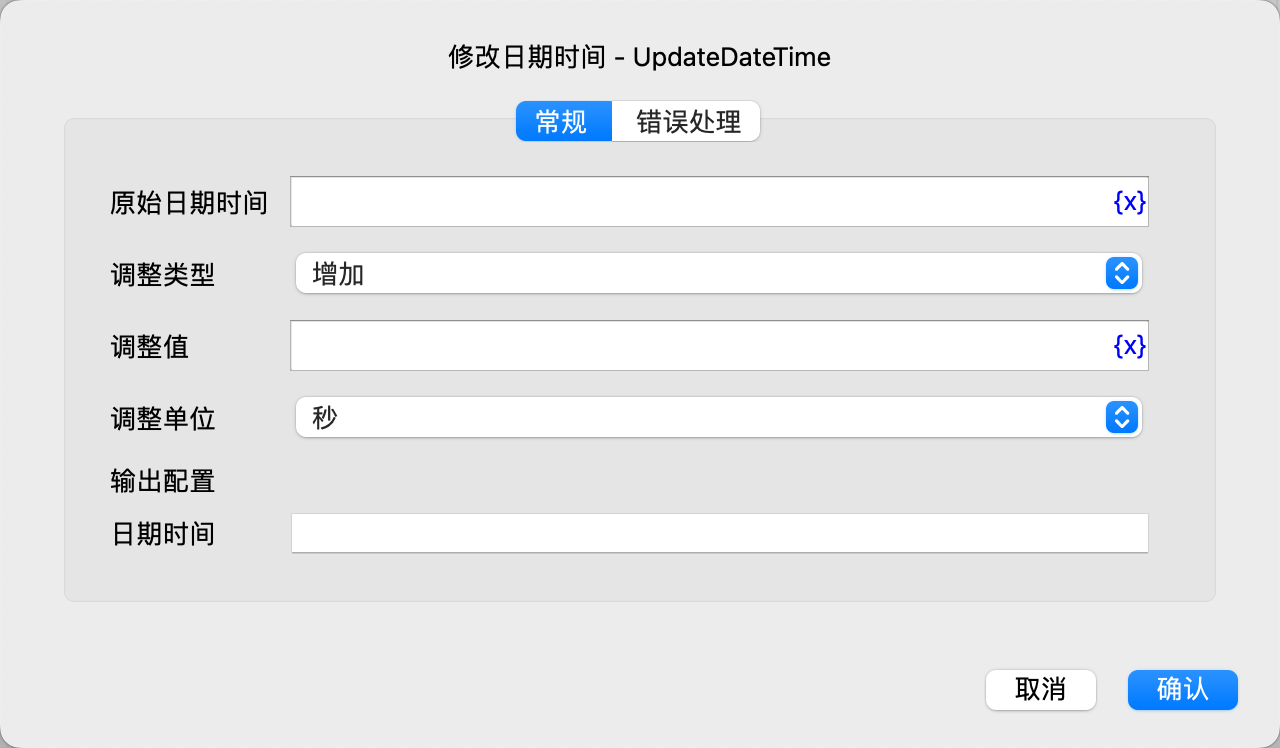 修改日期时间 - UpdateDateTime
常规 错误处理
原始日期时间 {x}
调整类型 增加
调整值 {x}
调整单位 秒
输出配置
日期时间
取消 确认